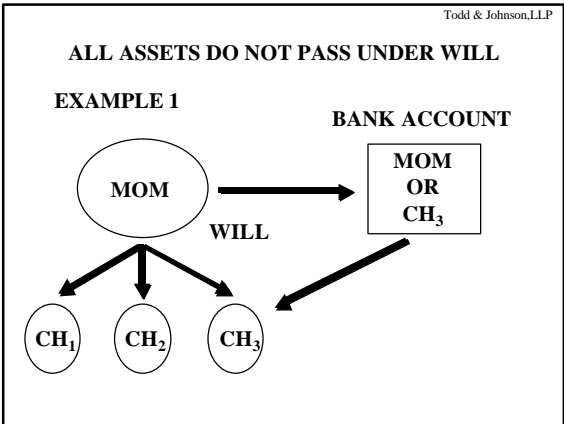 Todd & Johnson,LLP
ALL ASSETS DO NOT PASS UNDER WILL
EXAMPLE 1
BANK ACCOUNT
MOM
MOM
OR
CH₃
WILL
CH₁ CH₂ CH₃